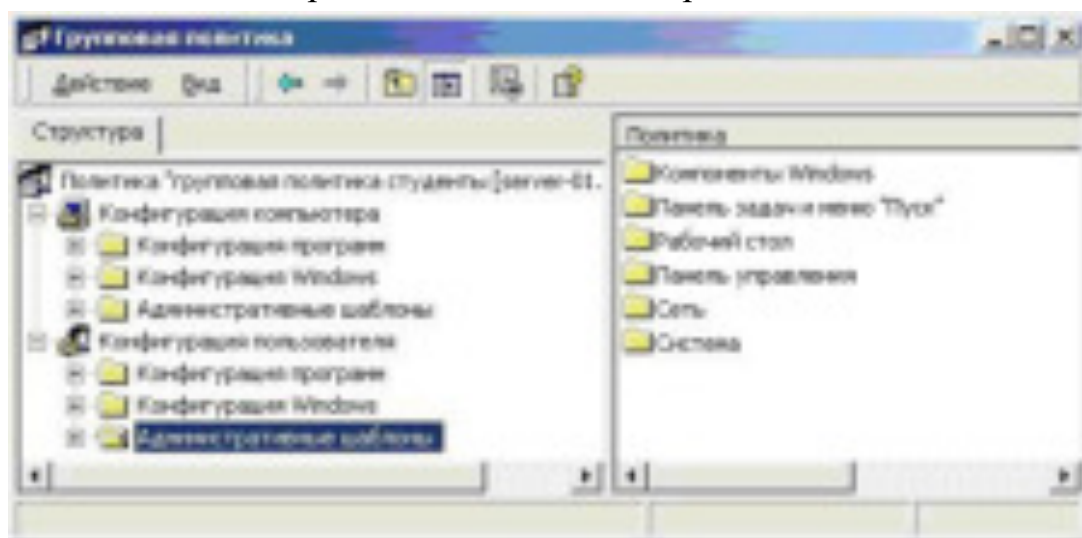 Групповая политика
Действие Вид
Структура
Политика "групповая политика студенты [server-01.
Конфигурация компьютера
Конфигурация программ
Конфигурация Windows
Административные шаблоны
Конфигурация пользователя
Конфигурация программ
Конфигурация Windows
Административные шаблоны
Политика
Компоненты Windows
Панель задач и меню "Пуск"
Рабочий стол
Панель управления
Сеть
Система